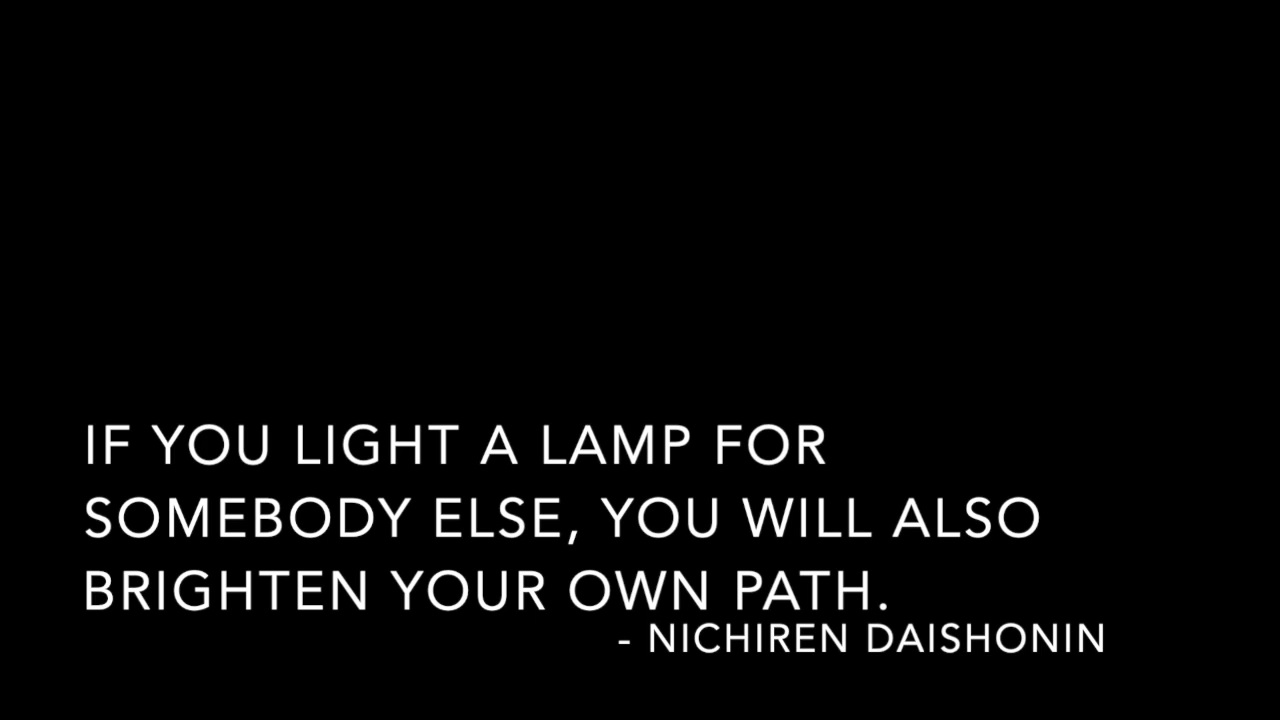 IF YOU LIGHT A LAMP FOR
SOMEBODY ELSE, YOU WILL ALSO
BRIGHTEN YOUR OWN PATH.
- NICHIREN DAISHONIN